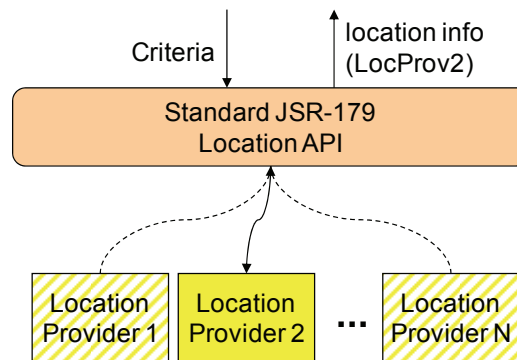 Criteria
location info
(LocProv2)
Standard JSR-179
Location API
Location
Provider 1
Location
Provider 2
...
Location
Provider N